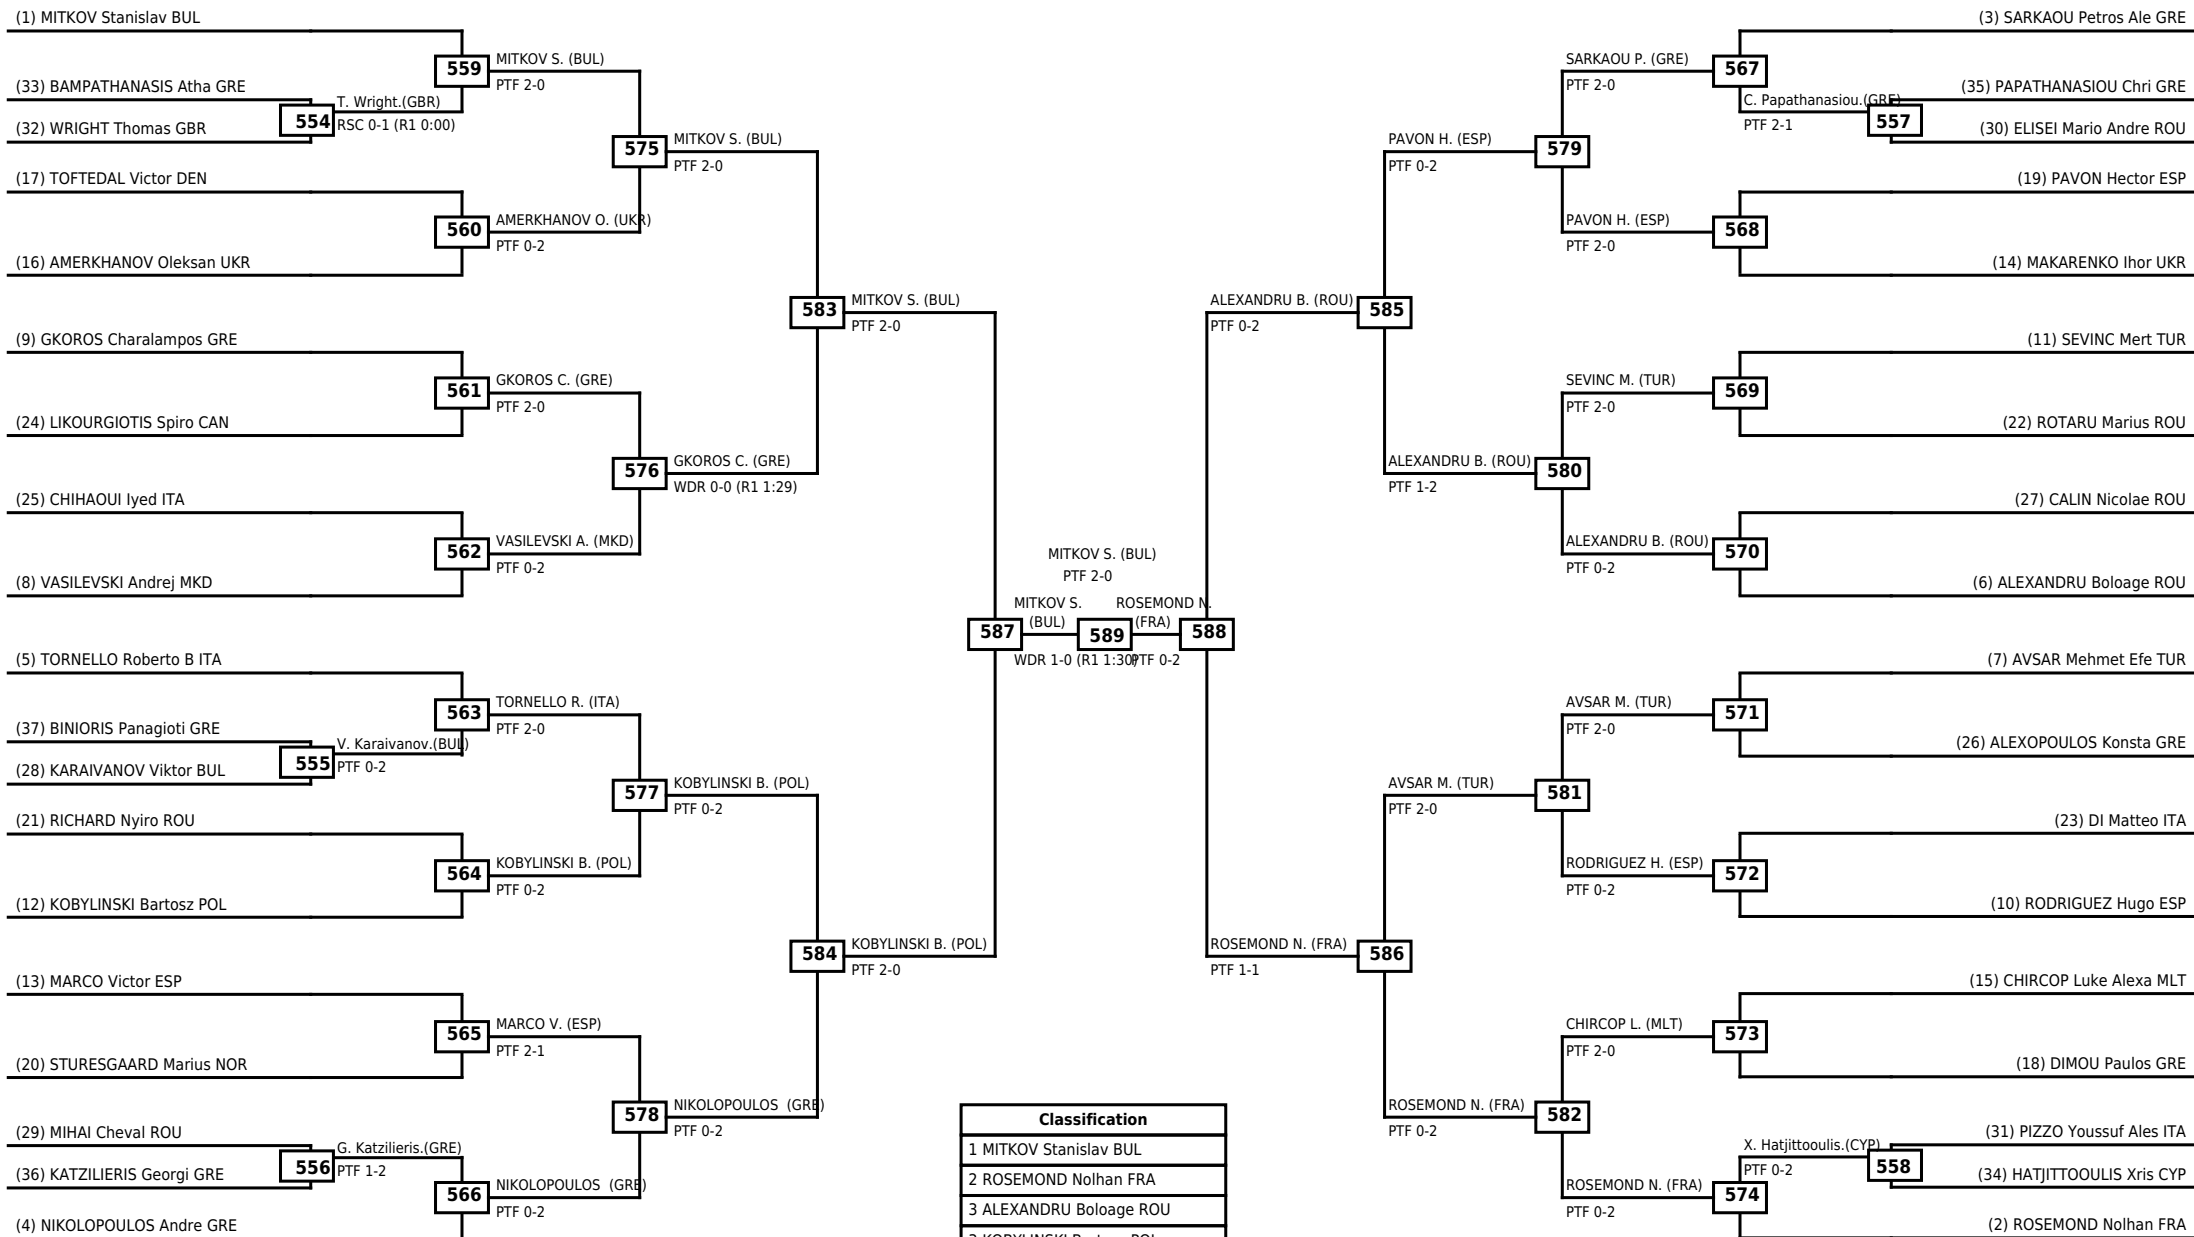 (1) MITKOV Stanislav BUL
559
MITKOV S. (BUL)
PTF 2-0
(33) BAMPATHANASIS Atha GRE
554
T. Wright.(GBR)
RSC 0-1 (R1 0:00)
(32) WRIGHT Thomas GBR
575
MITKOV S. (BUL)
PTF 2-0
(17) TOFTEDAL Victor DEN
560
AMERKHANOV O. (UKR)
PTF 0-2
(16) AMERKHANOV Oleksan UKR
583
MITKOV S. (BUL)
PTF 2-0
(9) GKOROS Charalampos GRE
561
GKOROS C. (GRE)
PTF 2-0
(24) LIKOURGIOTIS Spiro CAN
576
GKOROS C. (GRE)
WDR 0-0 (R1 1:29)
(25) CHIHAOUI Iyed ITA
562
VASILEVSKI A. (MKD)
PTF 0-2
(8) VASILEVSKI Andrej MKD
(5) TORNELLO Roberto B ITA
563
TORNELLO R. (ITA)
PTF 2-0
(37) BINIORIS Panagioti GRE
555
V. Karaivanov.(BUL)
PTF 0-2
(28) KARAIVANOV Viktor BUL
577
KOBYLINSKI B. (POL)
PTF 0-2
(21) RICHARD Nyiro ROU
564
KOBYLINSKI B. (POL)
PTF 0-2
(12) KOBYLINSKI Bartosz POL
584
KOBYLINSKI B. (POL)
PTF 2-0
(13) MARCO Victor ESP
565
MARCO V. (ESP)
PTF 2-1
(20) STURESGAARD Marius NOR
578
NIKOLOPOULOS (GRE)
PTF 0-2
(29) MIHAI Cheval ROU
556
G. Katzilieris.(GRE)
PTF 1-2
(36) KATZILIERIS Georgi GRE
566
NIKOLOPOULOS (GRE)
PTF 0-2
(4) NIKOLOPOULOS Andre GRE
MITKOV S. (BUL)
PTF 2-0
587
MITKOV S.
(BUL)
WDR 1-0 (R1 1:30)
589
ROSEMOND N.
(FRA)
PTF 0-2
588
(3) SARKAOU Petros Ale GRE
SARKAOU P. (GRE)
PTF 2-0
567
C. Papathanasiou.(GRE)
PTF 2-1
557
(35) PAPATHANASIOU Chri GRE
(30) ELISEI Mario Andre ROU
PAVON H. (ESP)
PTF 0-2
579
(19) PAVON Hector ESP
PAVON H. (ESP)
PTF 2-0
568
(14) MAKARENKO Ihor UKR
ALEXANDRU B. (ROU)
PTF 0-2
585
(11) SEVINC Mert TUR
SEVINC M. (TUR)
PTF 2-0
569
(22) ROTARU Marius ROU
ALEXANDRU B. (ROU)
PTF 1-2
580
(27) CALIN Nicolae ROU
ALEXANDRU B. (ROU)
PTF 0-2
570
(6) ALEXANDRU Boloage ROU
(7) AVSAR Mehmet Efe TUR
AVSAR M. (TUR)
PTF 2-0
571
(26) ALEXOPOULOS Konsta GRE
AVSAR M. (TUR)
PTF 2-0
581
(23) DI Matteo ITA
RODRIGUEZ H. (ESP)
PTF 0-2
572
(10) RODRIGUEZ Hugo ESP
ROSEMOND N. (FRA)
PTF 1-1
586
(15) CHIRCOP Luke Alexa MLT
CHIRCOP L. (MLT)
PTF 2-0
573
(18) DIMOU Paulos GRE
ROSEMOND N. (FRA)
PTF 0-2
582
X. Hatjittooulis.(CYP)
PTF 0-2
558
(31) PIZZO Youssuf Ales ITA
(34) HATJITTOOULIS Xris CYP
ROSEMOND N. (FRA)
PTF 0-2
574
(2) ROSEMOND Nolhan FRA
Classification
1 MITKOV Stanislav BUL
2 ROSEMOND Nolhan FRA
3 ALEXANDRU Boloage ROU
3 KOBYLINSKI Bartosz POL